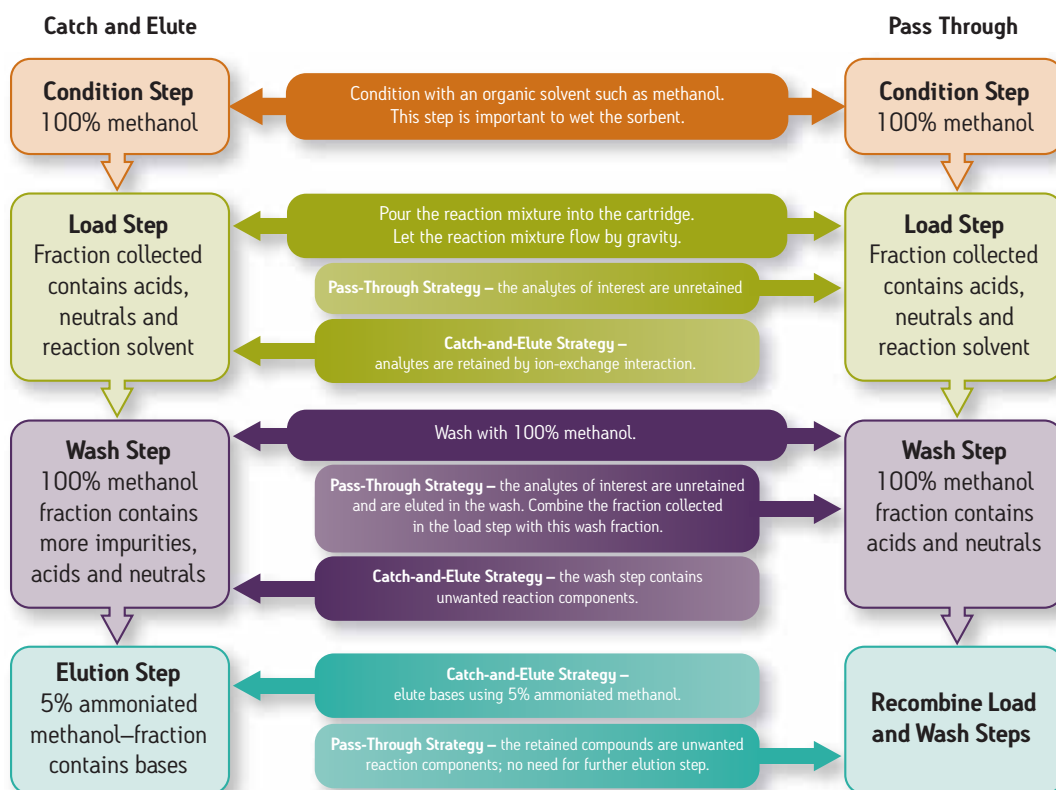 Catch and Elute
Pass Through
Condition Step
100% methanol
Condition with an organic solvent such as methanol.
This step is important to wet the sorbent.
Condition Step
100% methanol
Load Step
Fraction collected
contains acids,
neutrals and
reaction solvent
Pour the reaction mixture into the cartridge.
Let the reaction mixture flow by gravity.
Pass-Through Strategy – the analytes of interest are unretained
Catch-and-Elute Strategy –
analytes are retained by ion-exchange interaction.
Load Step
Fraction collected
contains acids,
neutrals and
reaction solvent
Wash Step
100% methanol
fraction contains
more impurities,
acids and neutrals
Wash with 100% methanol.
Pass-Through Strategy – the analytes of interest are unretained
and are eluted in the wash. Combine the fraction collected
in the load step with this wash fraction.
Catch-and-Elute Strategy – the wash step contains
unwanted reaction components.
Wash Step
100% methanol
fraction contains
acids and neutrals
Elution Step
5% ammoniated
methanol–fraction
contains bases
Catch-and-Elute Strategy –
elute bases using 5% ammoniated methanol.
Pass-Through Strategy – the retained compounds are unwanted
reaction components; no need for further elution step.
Recombine Load
and Wash Steps